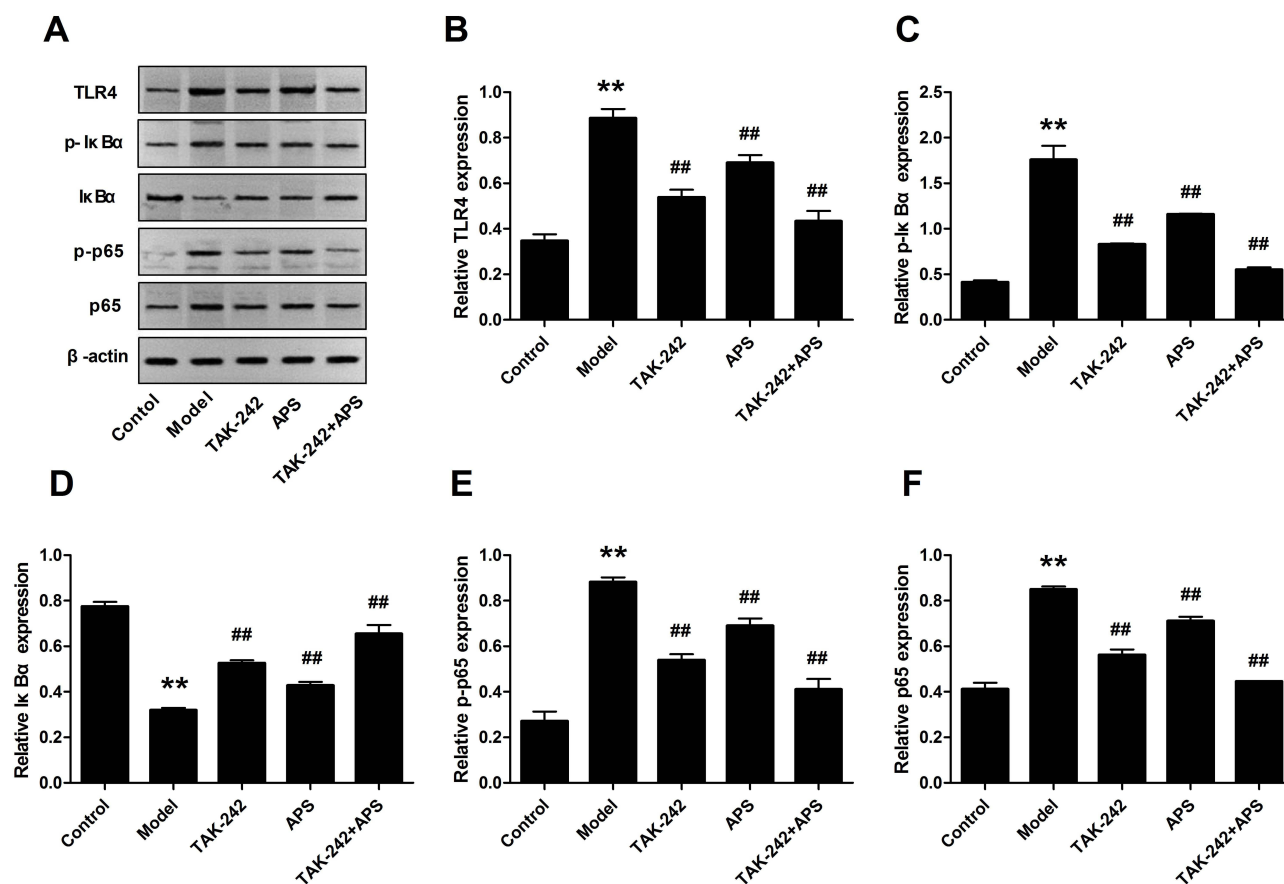 A
TLR4
p-IκBα
IκBα
p-p65
p65
β-actin
Contol
Model
TAK-242
APS
TAK-242+APS
B
Relative TLR4 expression
1.0
0.8
0.6
0.4
0.2
0.0
**
##
##
##
Control
Model
TAK-242
APS
TAK-242+APS
C
Relative p-Iκ Bα expression
2.5
2.0
1.5
1.0
0.5
0.0
**
##
##
##
Control
Model
TAK-242
APS
TAK-242+APS
D
Relative Iκ Bα expression
1.0
0.8
0.6
0.4
0.2
0.0
**
##
##
##
Control
Model
TAK-242
APS
TAK-242+APS
E
Relative p-p65 expression
1.0
0.8
0.6
0.4
0.2
0.0
**
##
##
##
Control
Model
TAK-242
APS
TAK-242+APS
F
Relative p65 expression
1.0
0.8
0.6
0.4
0.2
0.0
**
##
##
##
Control
Model
TAK-242
APS
TAK-242+APS